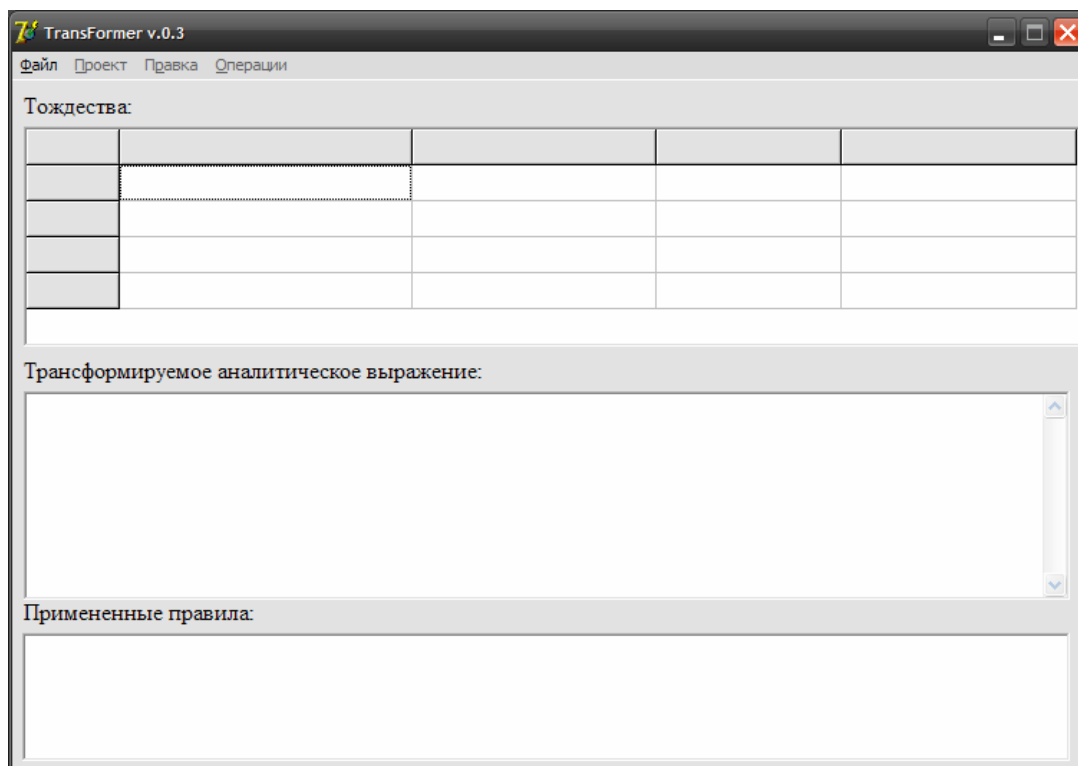 TransFormer v.0.3
Файл Проект Правка Операции
Тождества:
Трансформируемое аналитическое выражение:
Примененные правила: